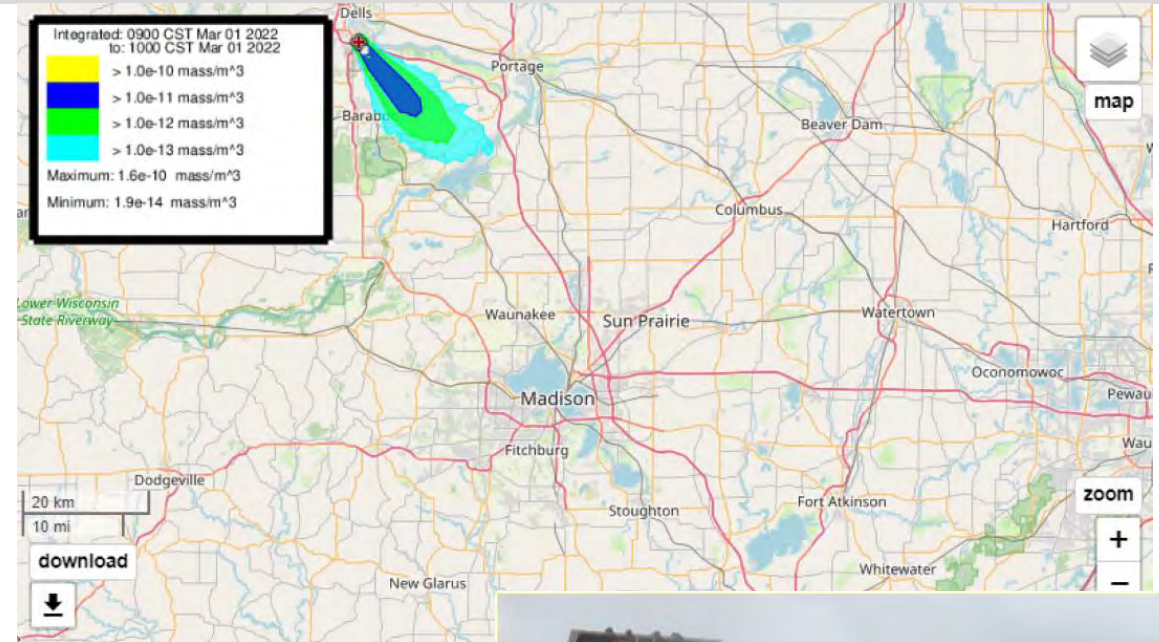 Integrated: 0900 CST Mar 01 2022
to: 1000 CST Mar 01 2022
> 1.0e-10 mass/m^3
> 1.0e-11 mass/m^3
> 1.0e-12 mass/m^3
> 1.0e-13 mass/m^3
Maximum: 1.6e-10 mass/m^3
Minimum: 1.9e-14 mass/m^3
Dells
Portage
map
Beaver Dam
Columbus
Hartford
Lower Wisconsin
State Riverway
Waunakee
Sun Prairie
Watertown
Oconomowoc
Madison
Pewau
Wau
Fitchburg
Dodgeville
20 km
10 mi
Stoughton
Fort Atkinson
zoom
+
−
download
New Glarus
Whitewater